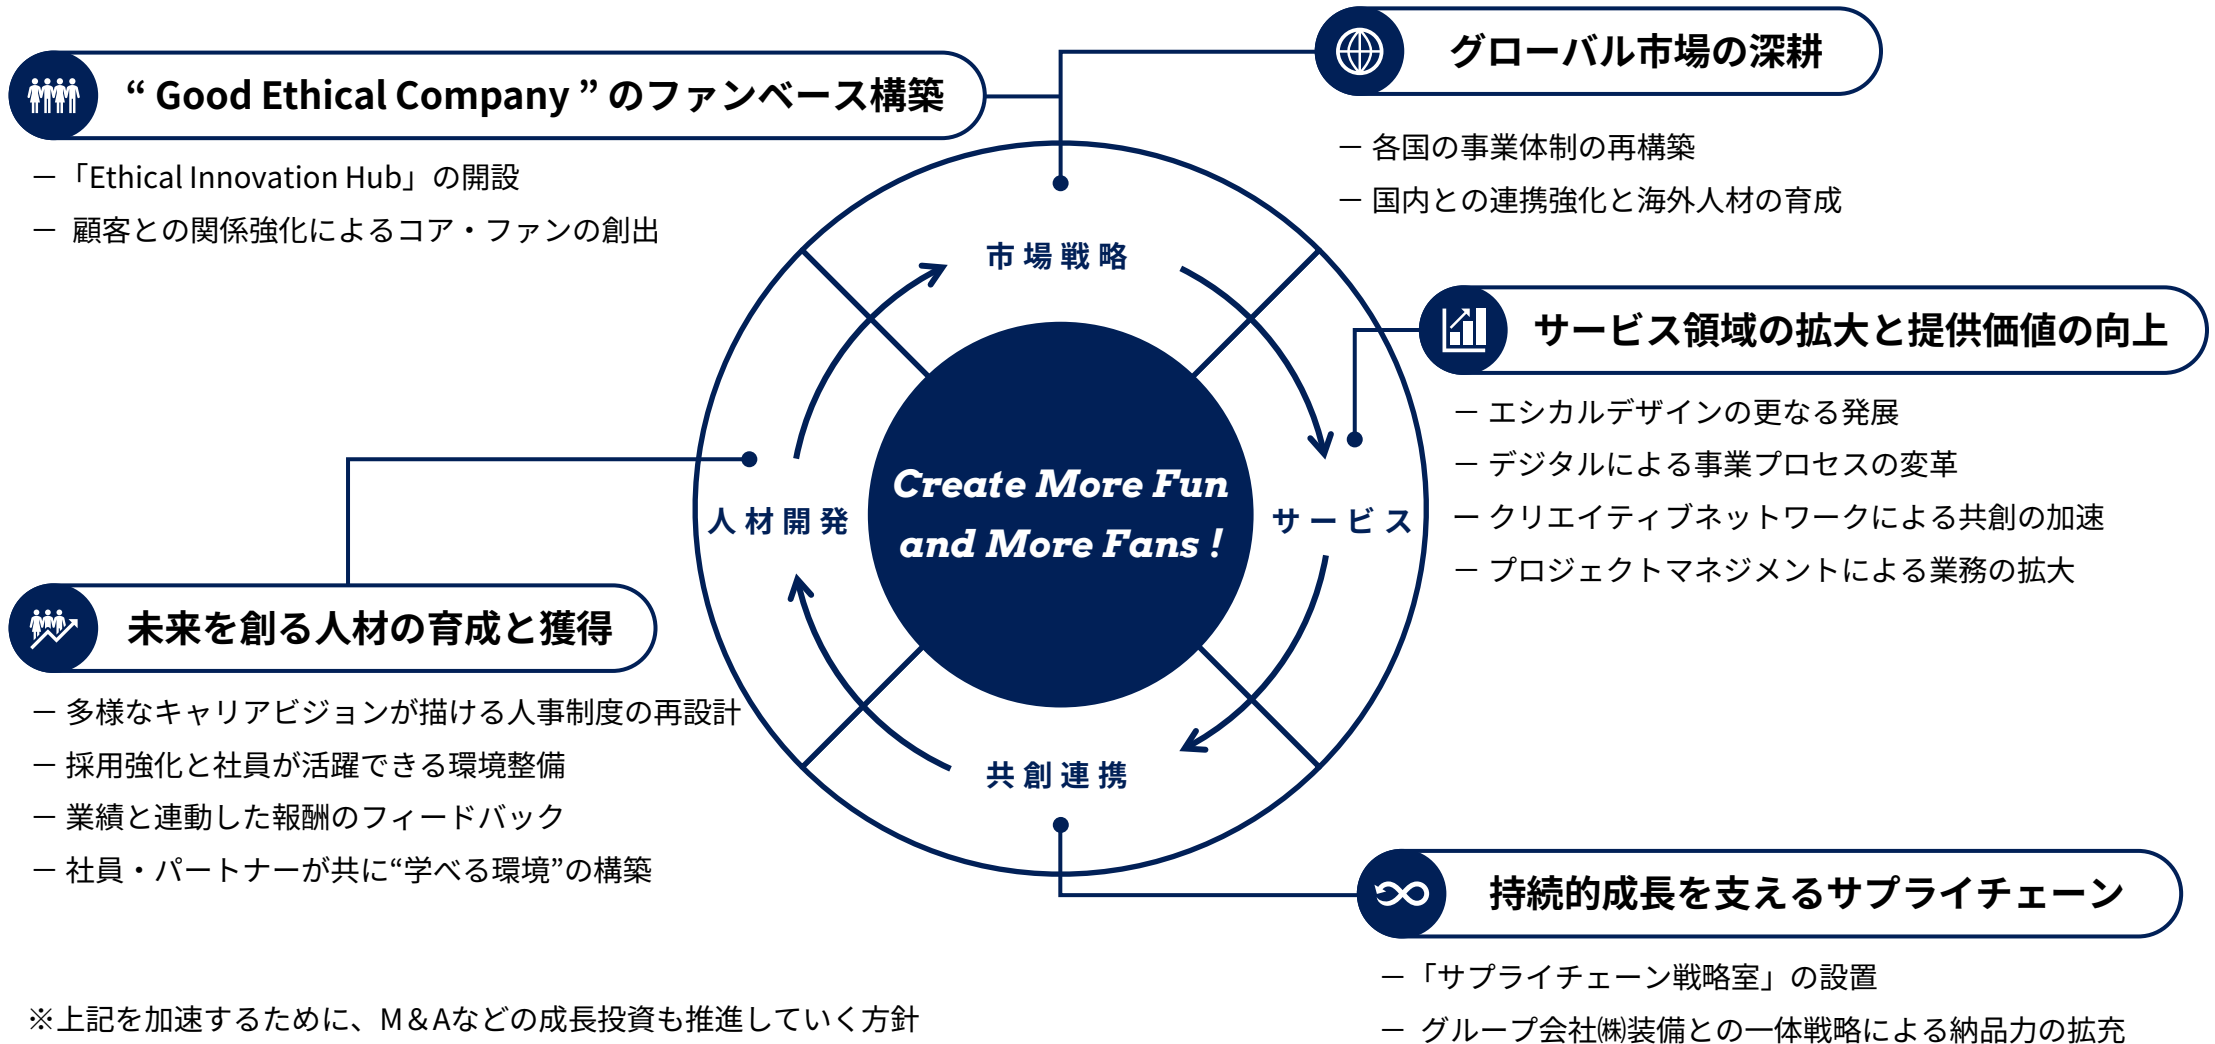 “ Good Ethical Company ” のファンベース構築
－「Ethical Innovation Hub」の開設
－ 顧客との関係強化によるコア・ファンの創出
グローバル市場の深耕
－ 各国の事業体制の再構築
－ 国内との連携強化と海外人材の育成
市場戦略
サービス領域の拡大と提供価値の向上
－ エシカルデザインの更なる発展
－ デジタルによる事業プロセスの変革
－ クリエイティブネットワークによる共創の加速
－ プロジェクトマネジメントによる業務の拡大
Create More Fun
and More Fans !
人材開発
サービス
共創連携
未来を創る人材の育成と獲得
－ 多様なキャリアビジョンが描ける人事制度の再設計
－ 採用強化と社員が活躍できる環境整備
－ 業績と連動した報酬のフィードバック
－ 社員・パートナーが共に“学べる環境”の構築
持続的成長を支えるサプライチェーン
－「サプライチェーン戦略室」の設置
－ グループ会社㈱装備との一体戦略による納品力の拡充
※上記を加速するために、M＆Aなどの成長投資も推進していく方針